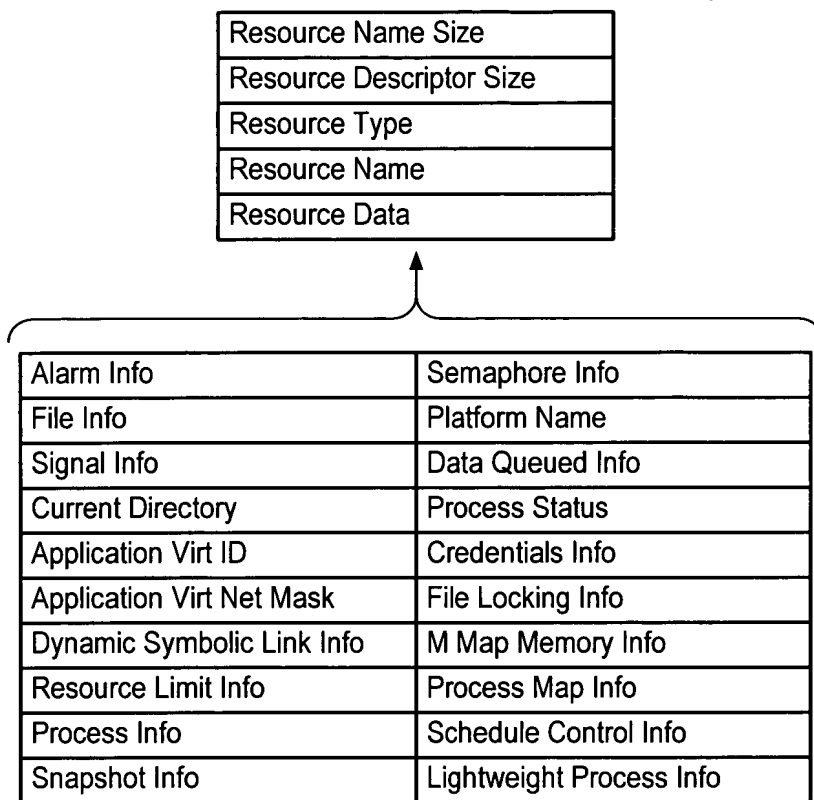 Resource Name Size
Resource Descriptor Size
Resource Type
Resource Name
Resource Data
Alarm Info Semaphore Info
File Info Platform Name
Signal Info Data Queued Info
Current Directory Process Status
Application Virt ID Credentials Info
Application Virt Net Mask File Locking Info
Dynamic Symbolic Link Info M Map Memory Info
Resource Limit Info Process Map Info
Process Info Schedule Control Info
Snapshot Info Lightweight Process Info